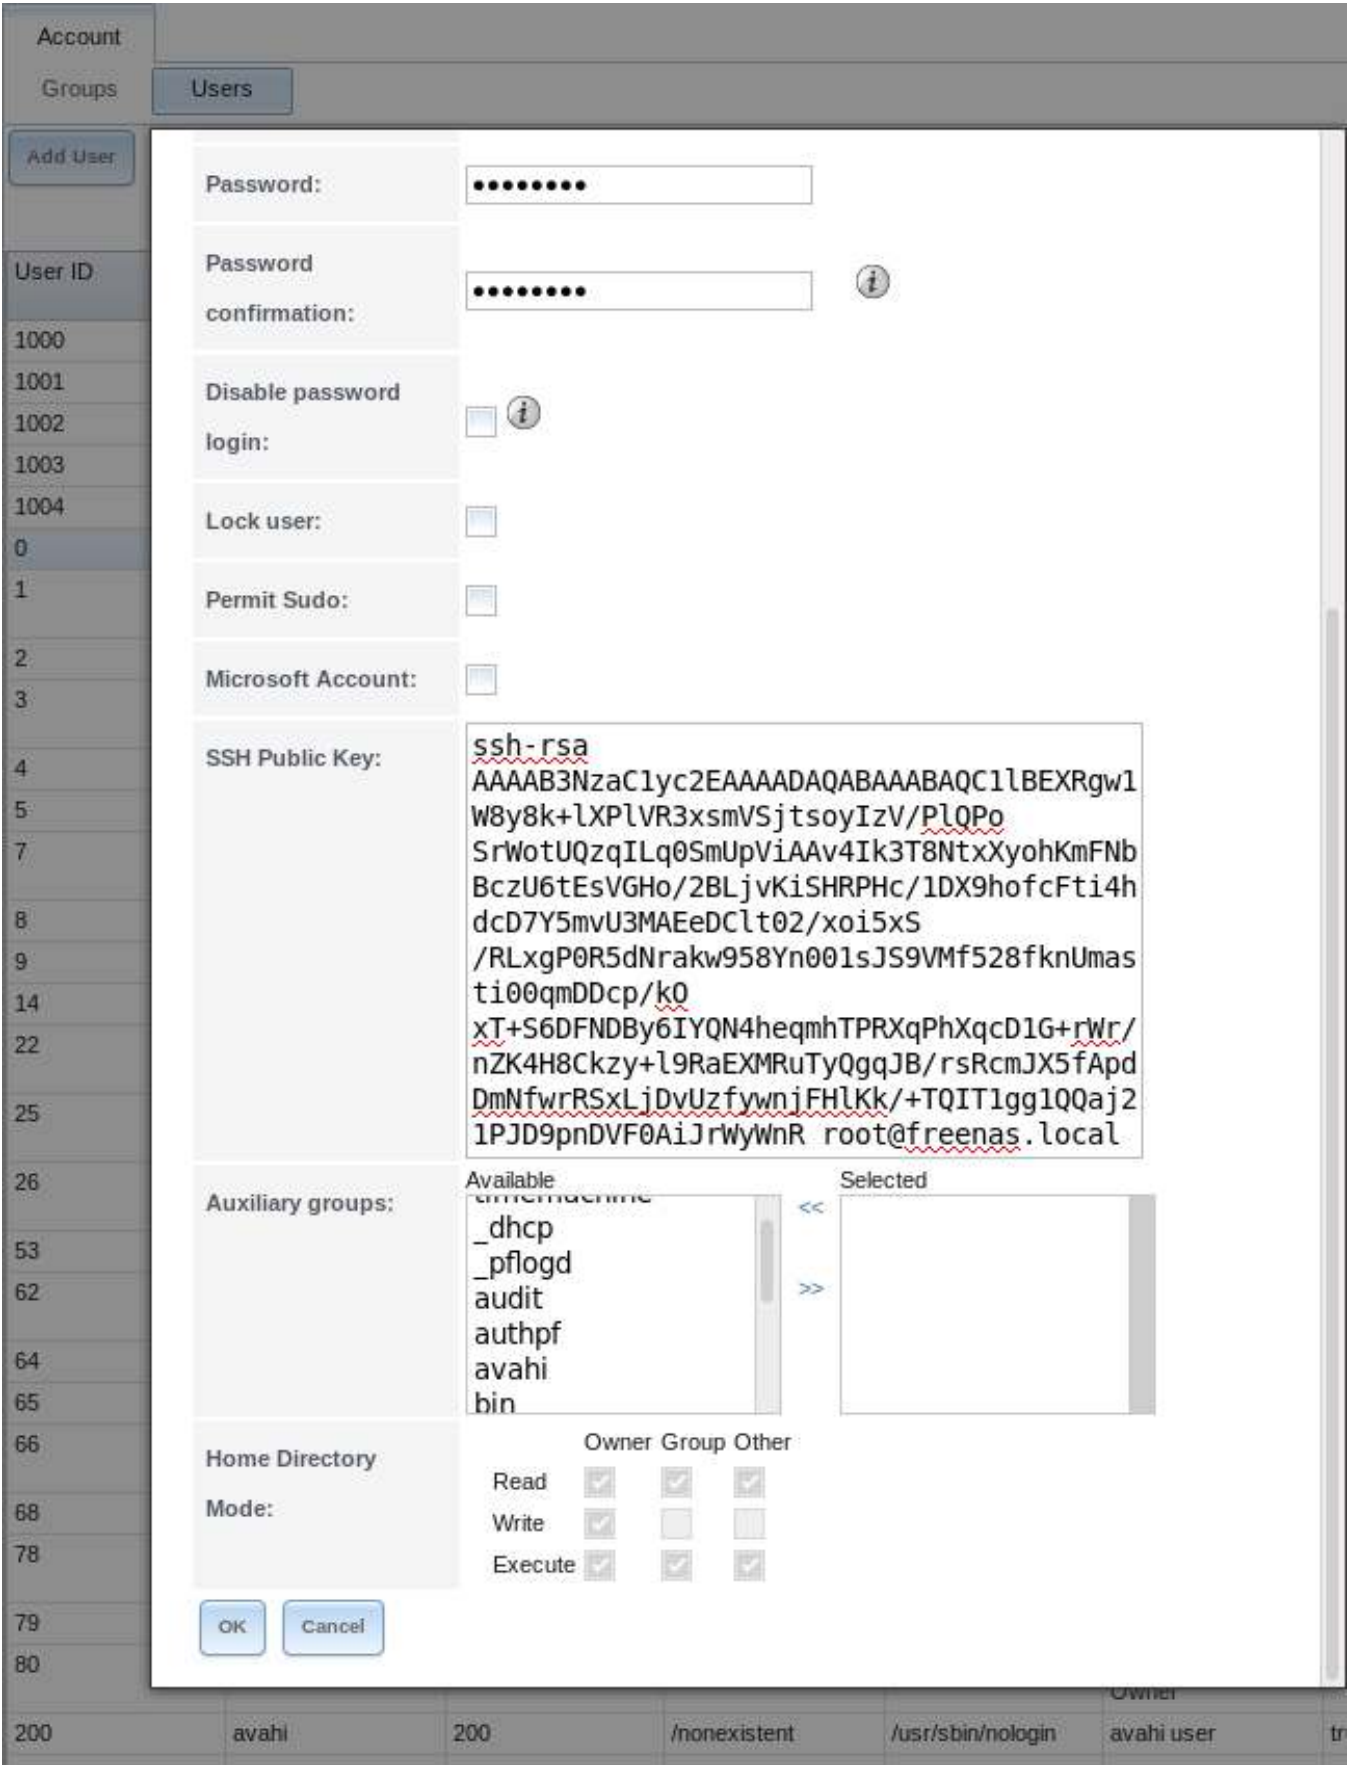 Account
Groups Users
Add User
User ID
1000
1001
1002
1003
1004
0
1
2
3
4
5
7
8
9
14
22
25
26
53
62
64
65
66
68
78
79
80
Password:
••••••••
Password
confirmation:
••••••••
i
Disable password
login:
i
Lock user:
Permit Sudo:
Microsoft Account:
SSH Public Key:
ssh-rsa
AAAAB3NzaC1yc2EAAAADAQABAAABAQC1lBEXRgw1
W8y8k+lXPlVR3xsmVSjtsoyIzV/PlQPo
SrWotUQzqILq0SmUpViAAv4Ik3T8NtxXyohKmFNb
BczU6tEsVGHo/2BLjvKiSHRPHc/1DX9hofcFti4h
dcD7Y5mvU3MAEeDClt02/xoi5xS
/RLxgP0R5dNrakw958Yn001sJS9VMf528fknUmas
ti00qmDDcp/kO
xT+S6DFNDBy6IYQN4heqmhTPRXqPhXqcD1G+rWr/
nZK4H8Ckzy+l9RaEXMRuTyQgqJB/rsRcmJX5fApd
DmNfwrRSxLjDvUzfywnjFHlKk/+TQIT1gg1QQaj2
1PJD9pnDVF0AiJrWyWnR root@freenas.local
Auxiliary groups:
Available
timemachine
_dhcp
_pflogd
audit
authpf
avahi
bin
<<
>>
Selected
Home Directory
Mode:
Owner Group Other
Read
Write
Execute
OK Cancel
Owner
200 avahi 200 /nonexistent /usr/sbin/nologin avahi user tr